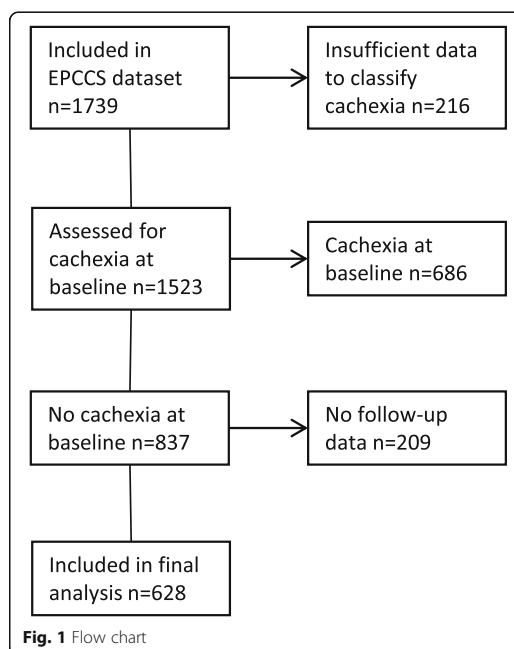 Included in
EPCCS dataset
n=1739
Insufficient data
to classify
cachexia n=216
Assessed for
cachexia at
baseline n=1523
Cachexia at
baseline n=686
No cachexia at
baseline n=837
No follow-up
data n=209
Included in final
analysis n=628
Fig. 1 Flow chart